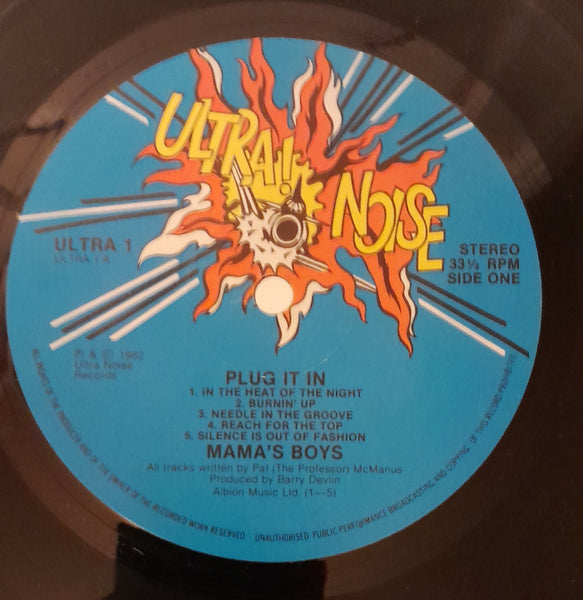 ULTRA!!
NOISE
ULTRA 1
ULTRA 1-A
STEREO
33⅓ RPM
SIDE ONE
℗ & © 1982
Ultra Noise
Records
PLUG IT IN
1. IN THE HEAT OF THE NIGHT
2. BURNIN' UP
3. NEEDLE IN THE GROOVE
4. REACH FOR THE TOP
5. SILENCE IS OUT OF FASHION
MAMA'S BOYS
All tracks written by Pat (The Professor) McManus
Produced by Barry Devlin
Albion Music Ltd. (1—5)
ALL RIGHTS OF THE PRODUCER AND OF THE OWNER OF THE RECORDED WORK RESERVED UNAUTHORISED PUBLIC PERFORMANCE BROADCASTING AND COPYING OF THIS RECORD PROHIBITED